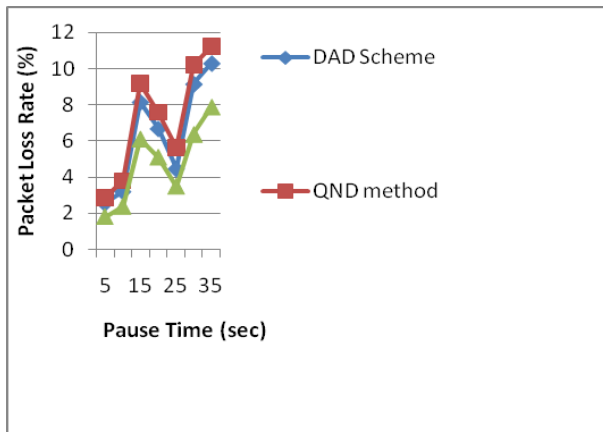 Packet Loss Rate (%)
12
10
8
6
4
2
0
5 15 25 35
Pause Time (sec)
DAD Scheme
QND method